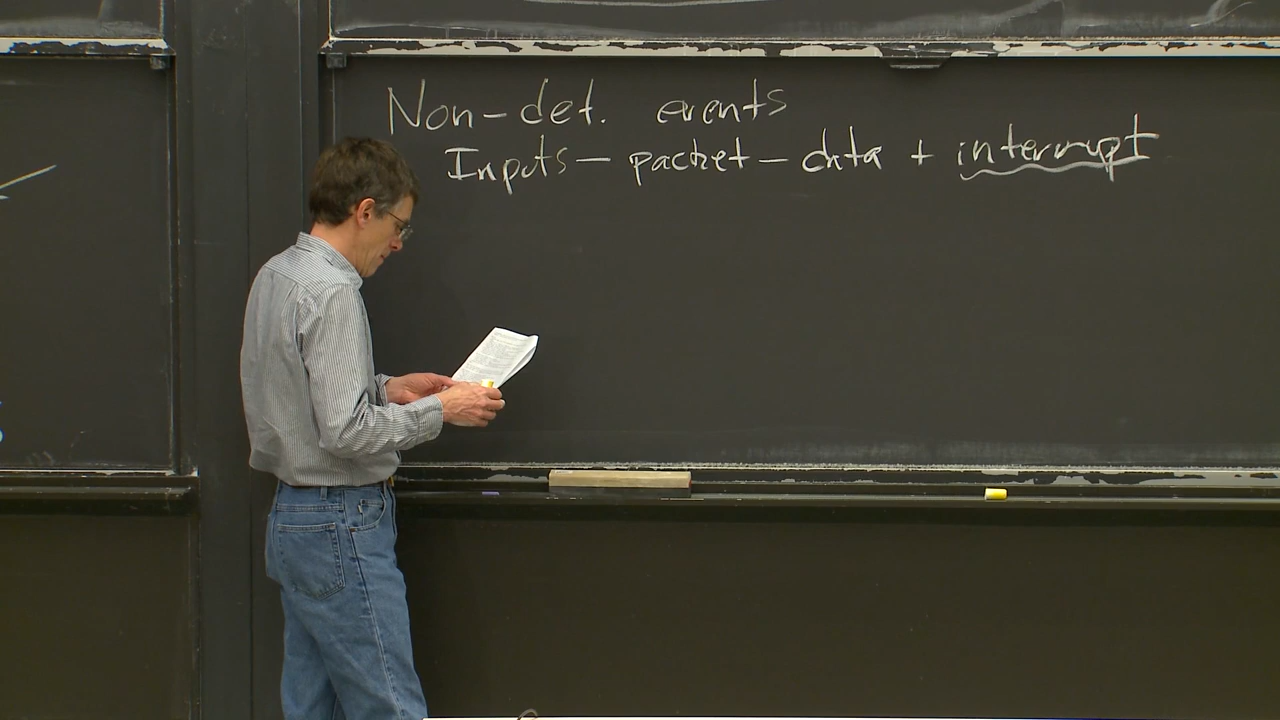 Non-det. events
Inputs - packet - data + interrupt